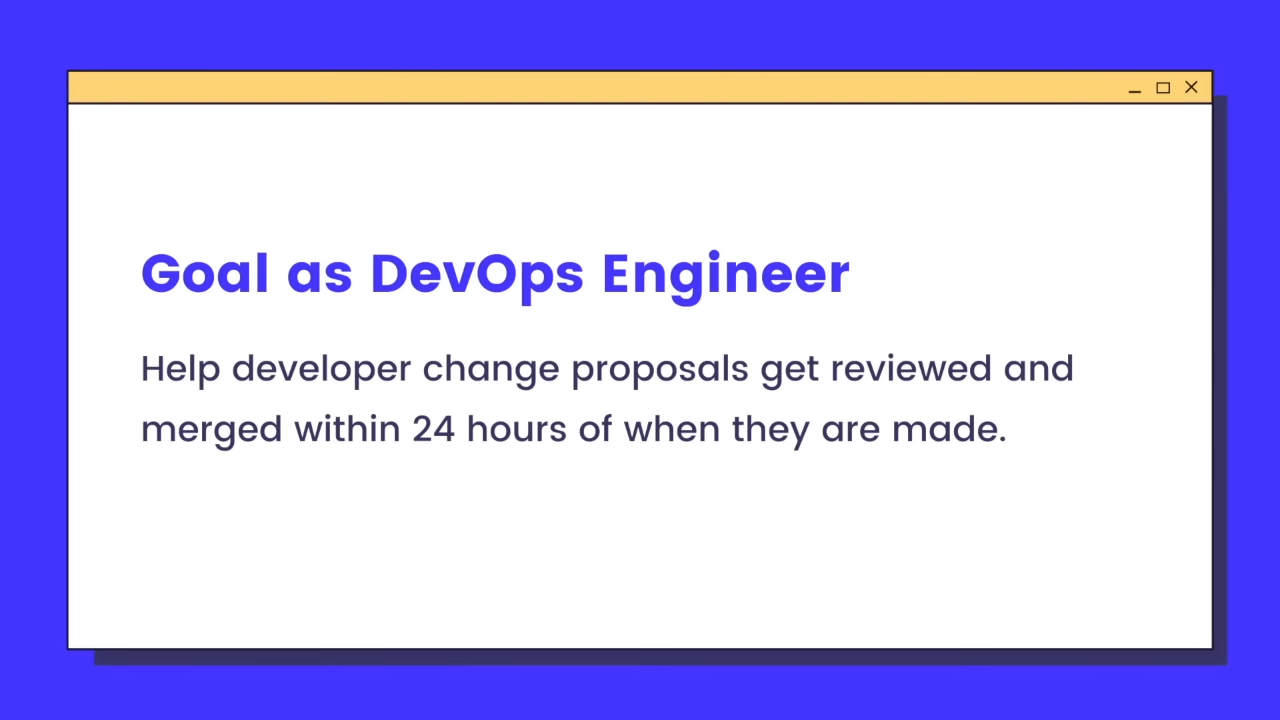 Goal as DevOps Engineer
Help developer change proposals get reviewed and
merged within 24 hours of when they are made.